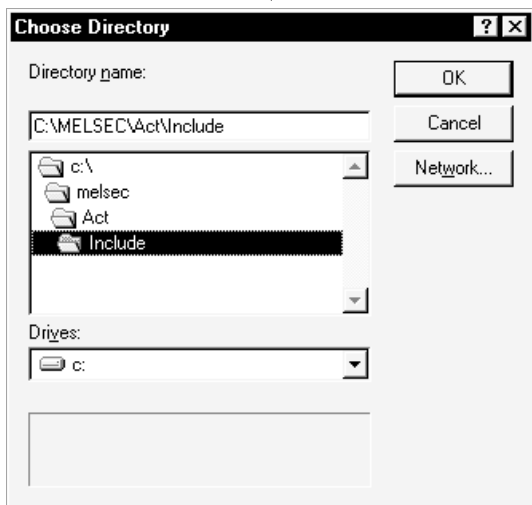 Choose Directory
Directory name:
OK
C:\MELSEC\Act\Include
Cancel
c:\
Network...
melsec
Act
Include
Drives:
c: